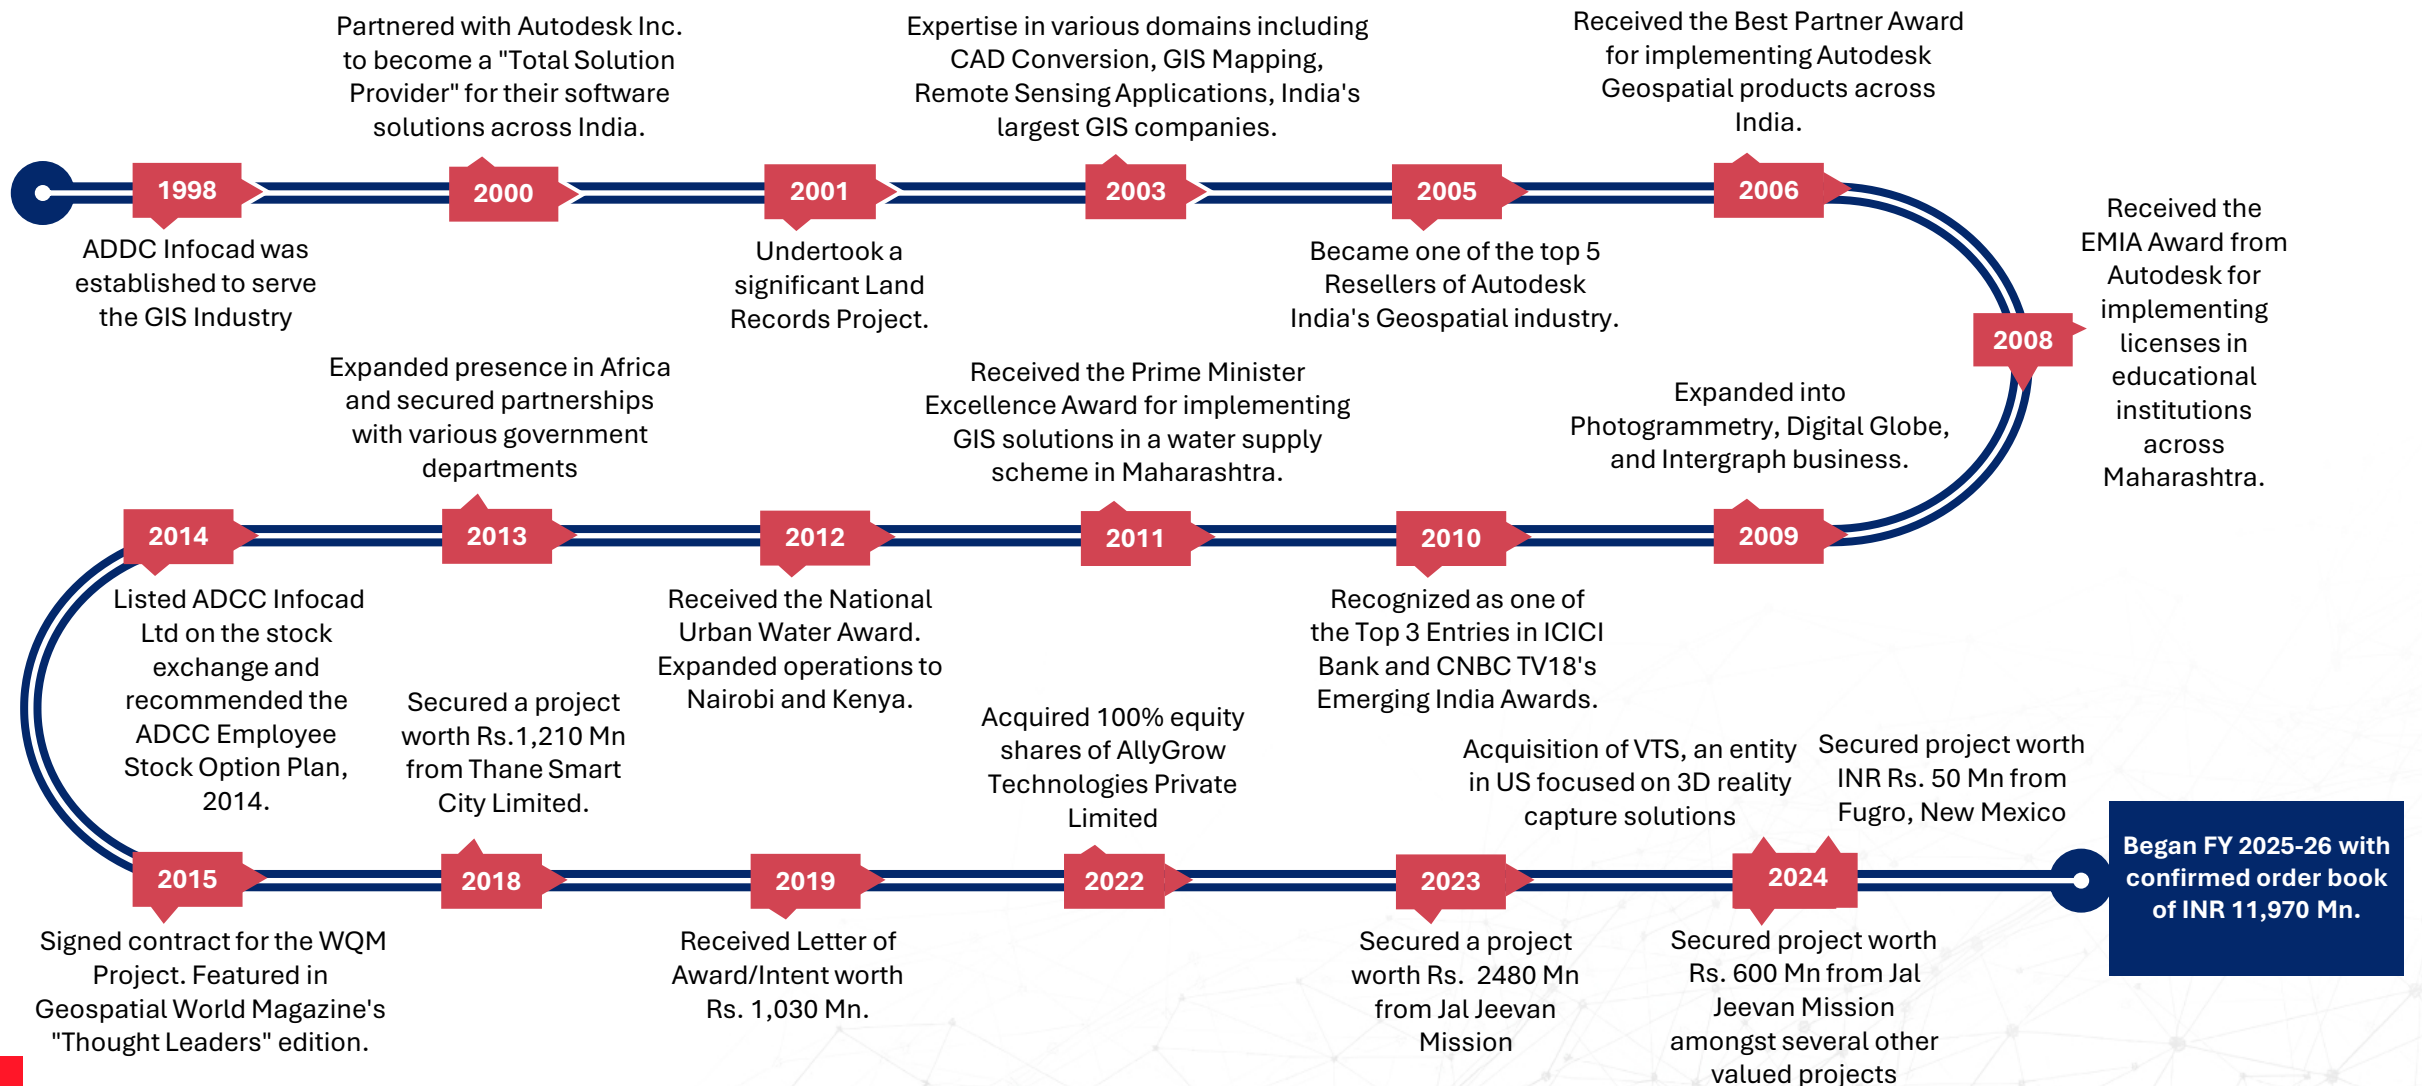 1998
ADDC Infocad was
established to serve
the GIS Industry
Partnered with Autodesk Inc.
to become a "Total Solution
Provider" for their software
solutions across India.
2000
2001
Undertook a
significant Land
Records Project.
Expertise in various domains including
CAD Conversion, GIS Mapping,
Remote Sensing Applications, India's
largest GIS companies.
2003
2005
Became one of the top 5
Resellers of Autodesk
India's Geospatial industry.
Received the Best Partner Award
for implementing Autodesk
Geospatial products across
India.
2006
2008
Received the
EMIA Award from
Autodesk for
implementing
licenses in
educational
institutions
across
Maharashtra.
Expanded into
Photogrammetry, Digital Globe,
and Intergraph business.
2009
2010
Recognized as one of
the Top 3 Entries in ICICI
Bank and CNBC TV18's
Emerging India Awards.
Received the Prime Minister
Excellence Award for implementing
GIS solutions in a water supply
scheme in Maharashtra.
2011
2012
Received the National
Urban Water Award.
Expanded operations to
Nairobi and Kenya.
Expanded presence in Africa
and secured partnerships
with various government
departments
2013
2014
Listed ADCC Infocad
Ltd on the stock
exchange and
recommended the
ADCC Employee
Stock Option Plan,
2014.
2015
Signed contract for the WQM
Project. Featured in
Geospatial World Magazine's
"Thought Leaders" edition.
Secured a project
worth Rs.1,210 Mn
from Thane Smart
City Limited.
2018
2019
Received Letter of
Award/Intent worth
Rs. 1,030 Mn.
Acquired 100% equity
shares of AllyGrow
Technologies Private
Limited
2022
2023
Secured a project
worth Rs.  2480 Mn
from Jal Jeevan
Mission
Acquisition of VTS, an entity
in US focused on 3D reality
capture solutions
Secured project worth
INR Rs. 50 Mn from
Fugro, New Mexico
2024
Secured project worth
Rs. 600 Mn from Jal
Jeevan Mission
amongst several other
valued projects
Began FY 2025-26 with
confirmed order book
of INR 11,970 Mn.